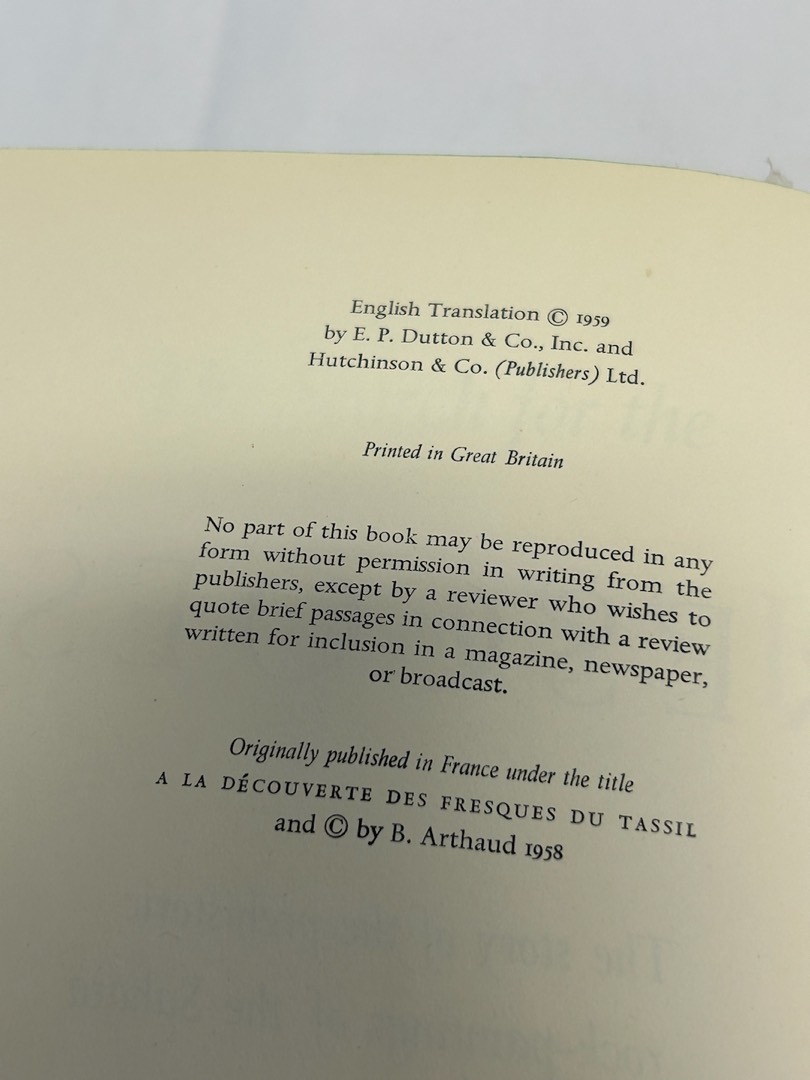 English Translation © 1959
by E. P. Dutton & Co., Inc. and
Hutchinson & Co. (Publishers) Ltd.
Printed in Great Britain
No part of this book may be reproduced in any
form without permission in writing from the
publishers, except by a reviewer who wishes to
quote brief passages in connection with a review
written for inclusion in a magazine, newspaper,
or broadcast.
Originally published in France under the title
A LA DÉCOUVERTE DES FRESQUES DU TASSIL
and © by B. Arthaud 1958